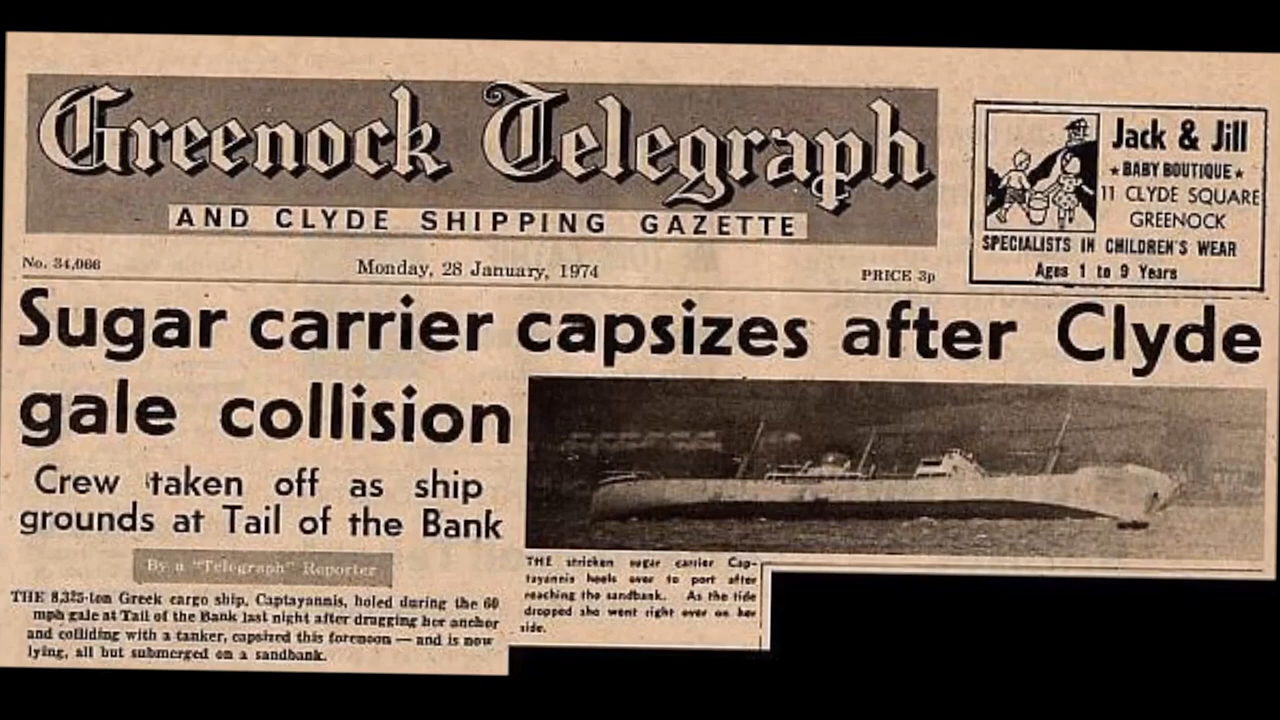 Greenock Telegraph
AND CLYDE SHIPPING GAZETTE
Jack & Jill
★BABY BOUTIQUE★
11 CLYDE SQUARE
GREENOCK
SPECIALISTS IN CHILDREN'S WEAR
Ages 1 to 9 Years
No. 34,066
Monday, 28 January, 1974
PRICE 3p
Sugar carrier capsizes after Clyde
gale collision
Crew taken off as ship
grounds at Tail of the Bank
By a "Telegraph" Reporter
THE 8,325-ton Greek cargo ship, Captayannis, holed during the 60
mph gale at Tail of the Bank last night after dragging her anchor
and colliding with a tanker, capsized this forenoon — and is now
lying, all but submerged on a sandbank.
THE stricken sugar carrier Cap-
tayannis heels over to port after
reaching the sandbank. As the tide
dropped she went right over on her
side.